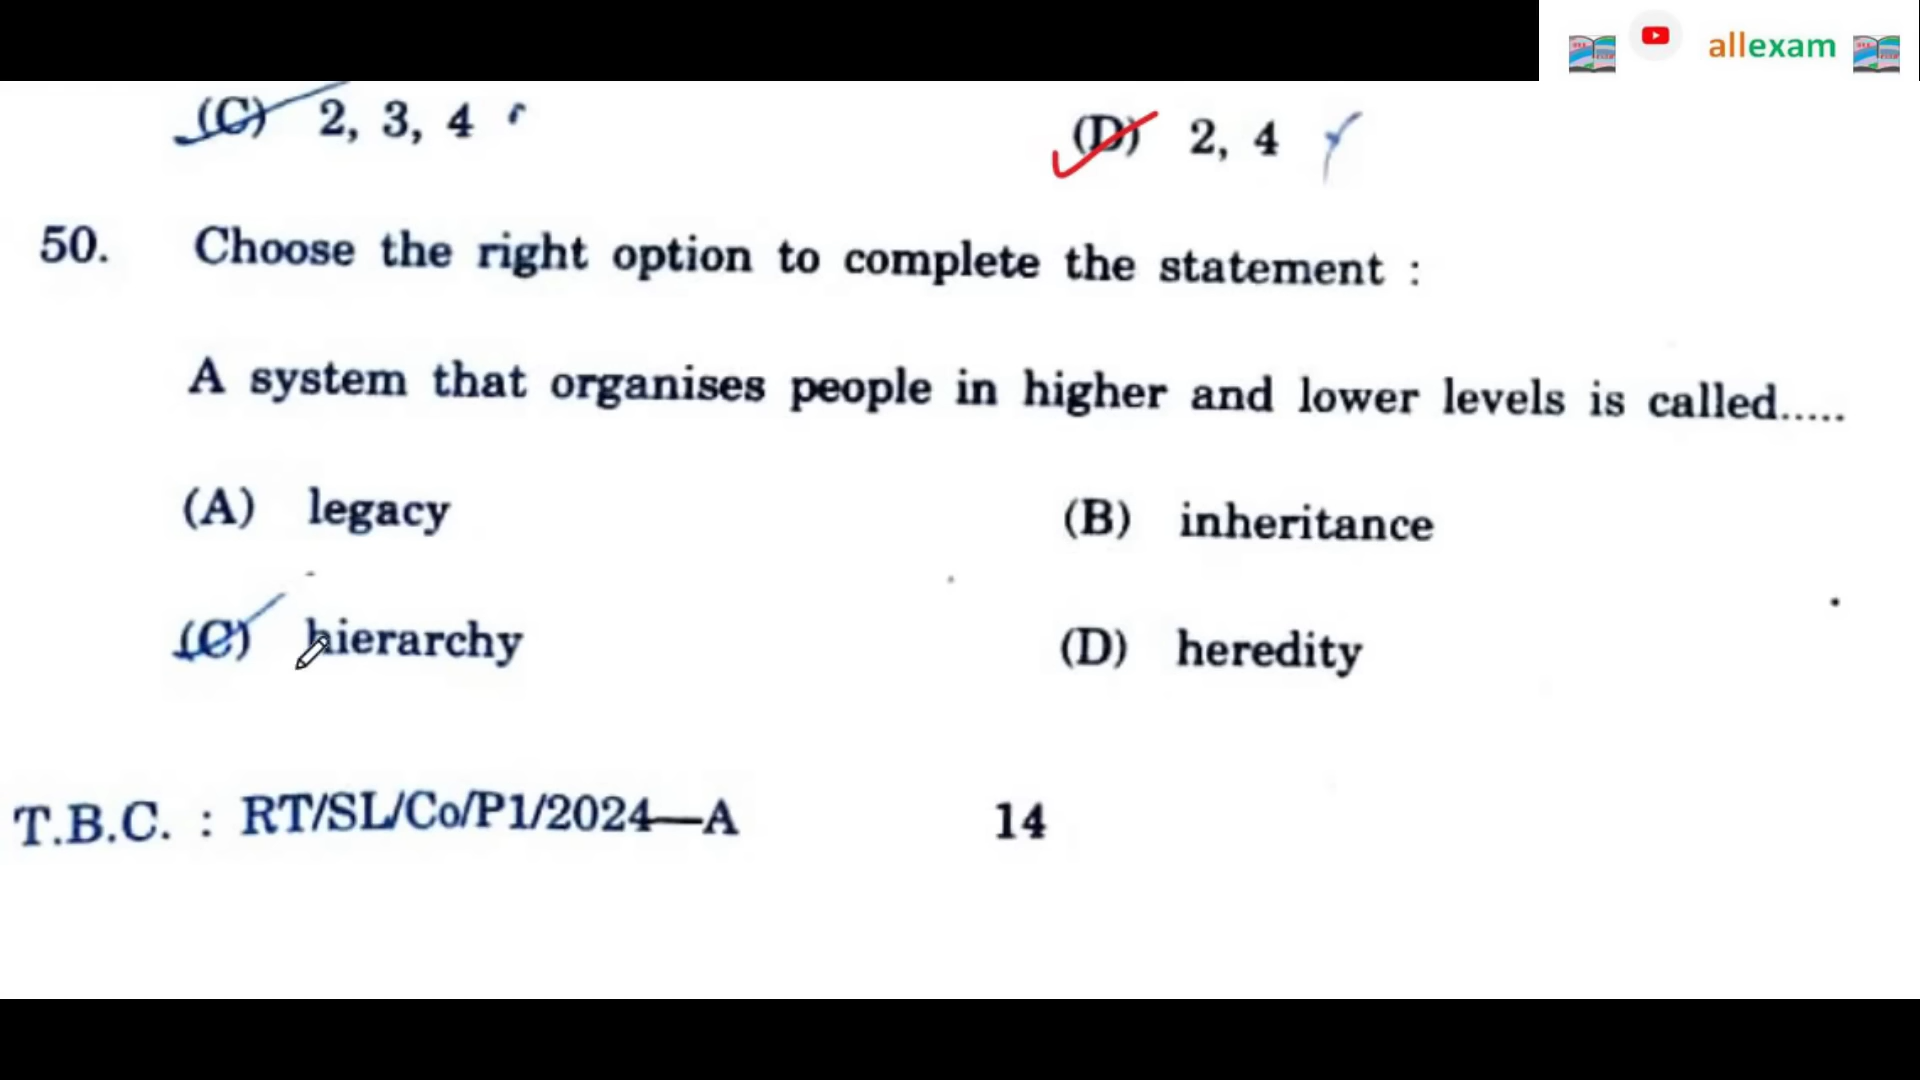 allexam
(C) 2, 3, 4
(D) 2, 4
50. Choose the right option to complete the statement :
A system that organises people in higher and lower levels is called.....
(A) legacy
(B) inheritance
(C) hierarchy
(D) heredity
T.B.C. : RT/SL/Co/P1/2024—A 14